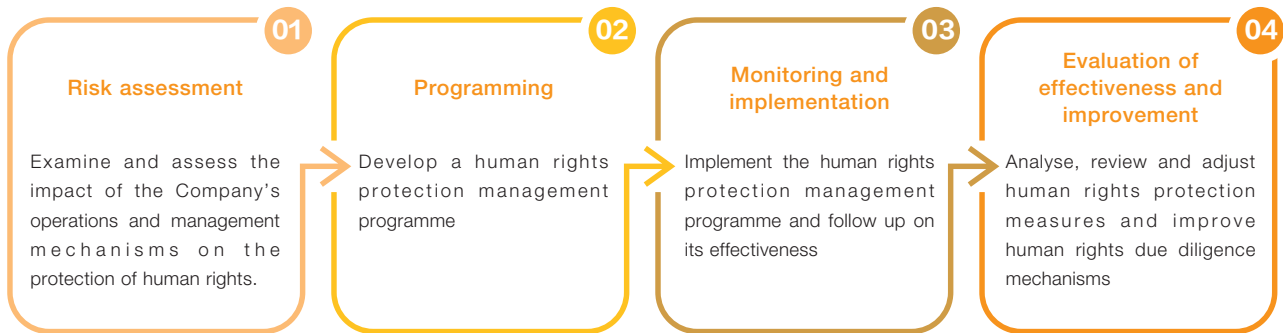 01
Risk assessment
Examine and assess the
impact of the Company’s
operations and management
mechanisms on the
protection of human rights.
02
Programming
Develop a human rights
protection management
programme
03
Monitoring and
implementation
Implement the human rights
protection management
programme and follow up on
its effectiveness
04
Evaluation of
effectiveness and
improvement
Analyse, review and adjust
human rights protection
measures and improve
human rights due diligence
mechanisms